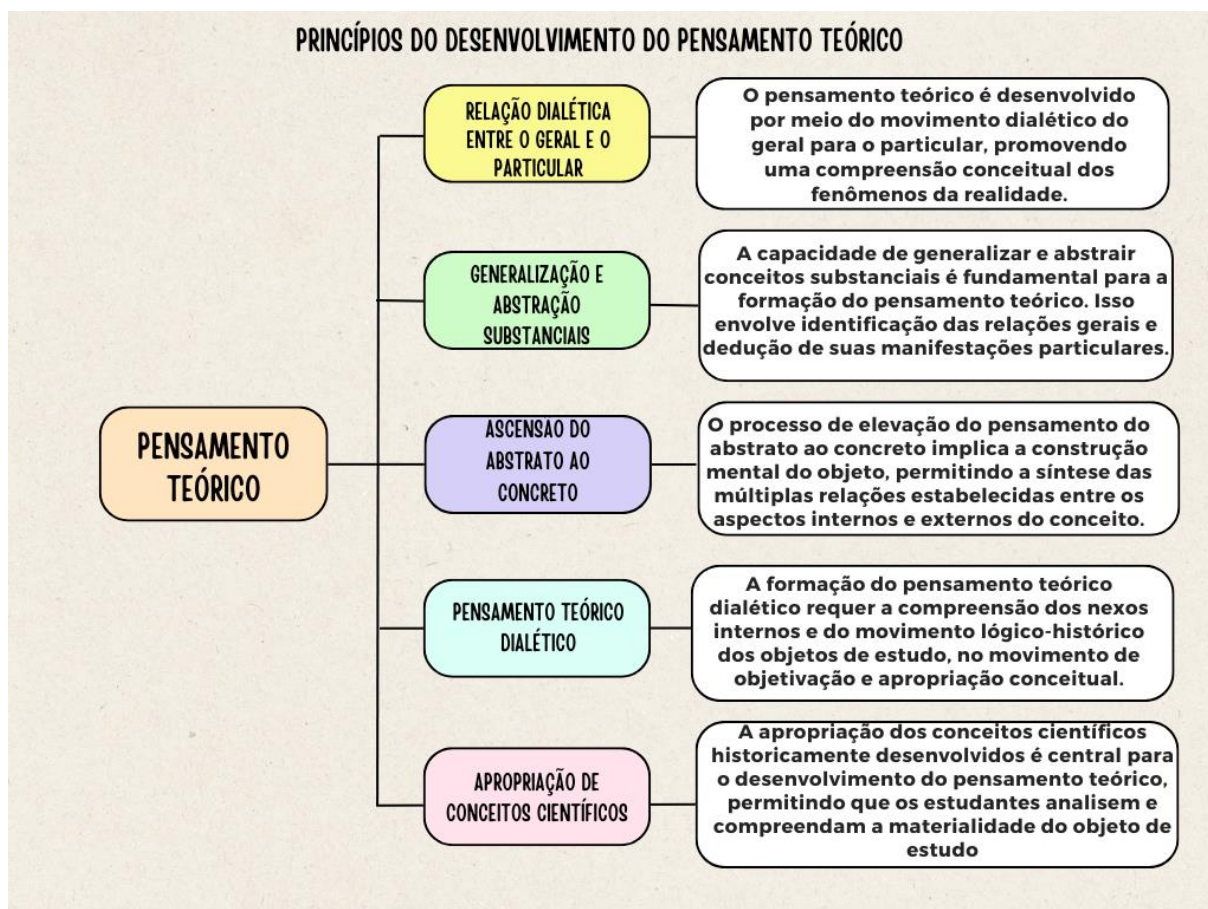 PRINCÍPIOS DO DESENVOLVIMENTO DO PENSAMENTO TEÓRICO
PENSAMENTO
TEÓRICO
RELAÇÃO DIALÉTICA
ENTRE O GERAL E O
PARTICULAR
O pensamento teórico é desenvolvido
por meio do movimento dialético do
geral para o particular, promovendo
uma compreensão conceitual dos
fenômenos da realidade.
GENERALIZAÇÃO E
ABSTRAÇÃO
SUBSTANCIAIS
A capacidade de generalizar e abstrair
conceitos substanciais é fundamental para a
formação do pensamento teórico. Isso
envolve identificação das relações gerais e
dedução de suas manifestações particulares.
ASCENSÃO DO
ABSTRATO AO
CONCRETO
O processo de elevação do pensamento do
abstrato ao concreto implica a construção
mental do objeto, permitindo a síntese das
múltiplas relações estabelecidas entre os
aspectos internos e externos do conceito.
PENSAMENTO TEÓRICO
DIALÉTICO
A formação do pensamento teórico
dialético requer a compreensão dos nexos
internos e do movimento lógico-histórico
dos objetos de estudo, no movimento de
objetivação e apropriação conceitual.
APROPRIAÇÃO DE
CONCEITOS CIENTÍFICOS
A apropriação dos conceitos científicos
historicamente desenvolvidos é central para
o desenvolvimento do pensamento teórico,
permitindo que os estudantes analisem e
compreendam a materialidade do objeto de
estudo